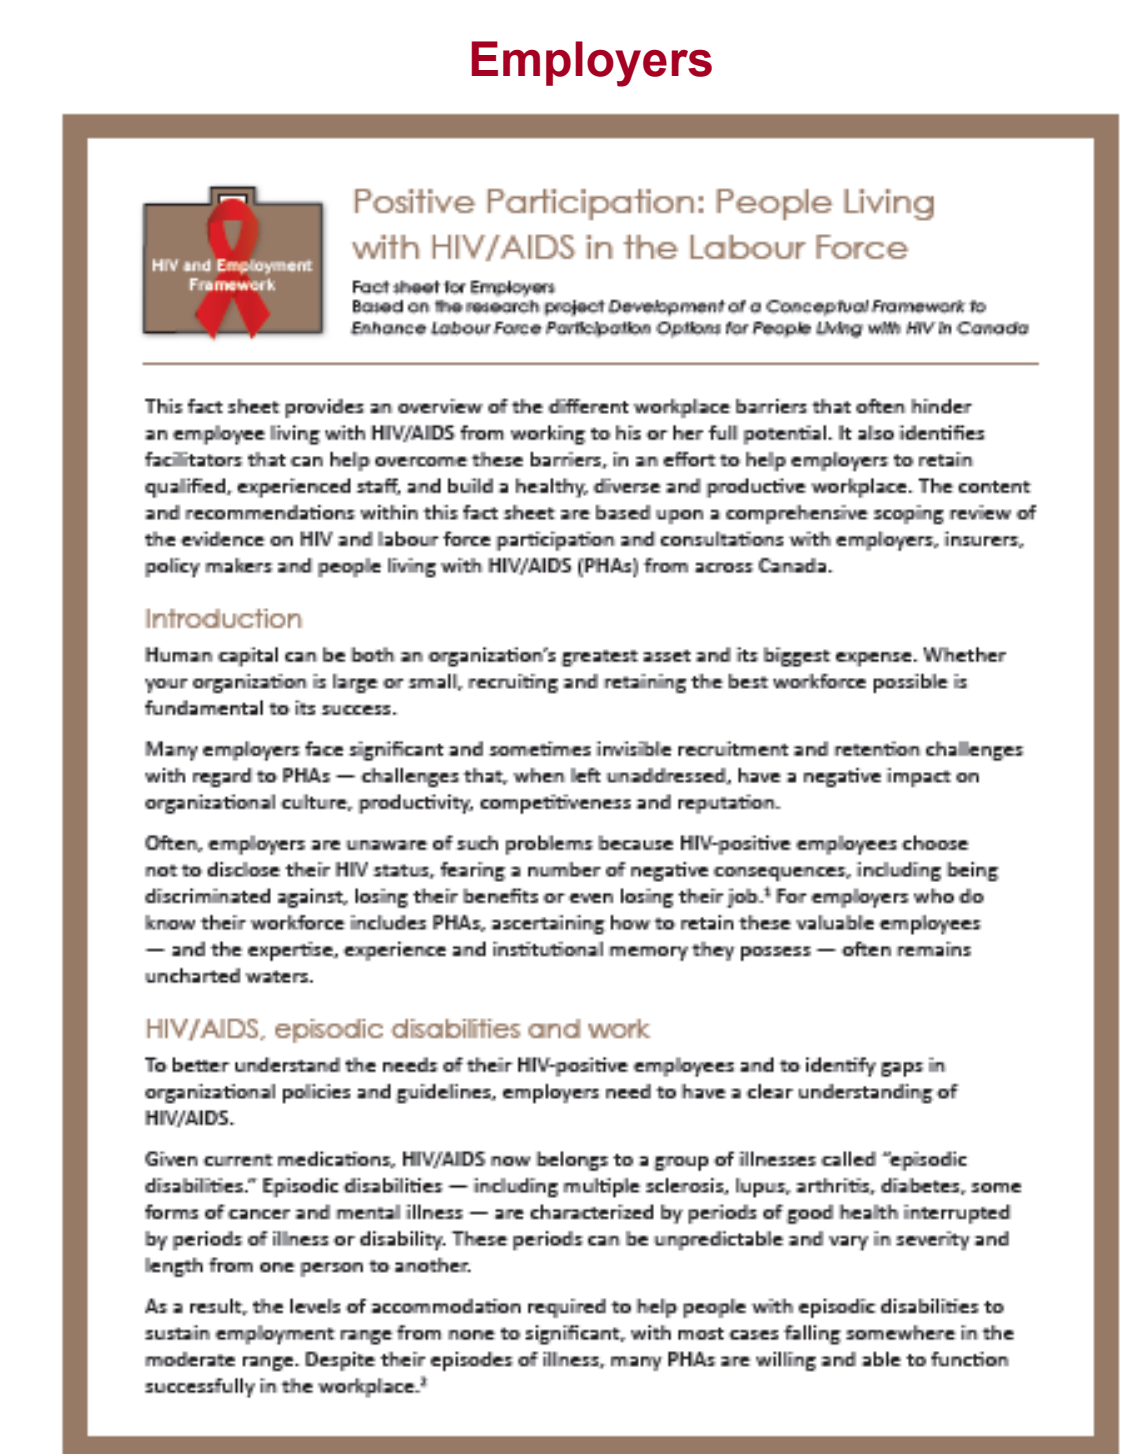 Employers
HIV and Employment
Framework
Positive Participation: People Living
with HIV/AIDS in the Labour Force
Fact sheet for Employers
Based on the research project Development of a Conceptual Framework to
Enhance Labour Force Participation Options for People Living with HIV in Canada
This fact sheet provides an overview of the different workplace barriers that often hinder
an employee living with HIV/AIDS from working to his or her full potential. It also identifies
facilitators that can help overcome these barriers, in an effort to help employers to retain
qualified, experienced staff, and build a healthy, diverse and productive workplace. The content
and recommendations within this fact sheet are based upon a comprehensive scoping review of
the evidence on HIV and labour force participation and consultations with employers, insurers,
policy makers and people living with HIV/AIDS (PHAs) from across Canada.
Introduction
Human capital can be both an organization's greatest asset and its biggest expense. Whether
your organization is large or small, recruiting and retaining the best workforce possible is
fundamental to its success.
Many employers face significant and sometimes invisible recruitment and retention challenges
with regard to PHAs — challenges that, when left unaddressed, have a negative impact on
organizational culture, productivity, competitiveness and reputation.
Often, employers are unaware of such problems because HIV-positive employees choose
not to disclose their HIV status, fearing a number of negative consequences, including being
discriminated against, losing their benefits or even losing their job.¹ For employers who do
know their workforce includes PHAs, ascertaining how to retain these valuable employees
— and the expertise, experience and institutional memory they possess — often remains
uncharted waters.
HIV/AIDS, episodic disabilities and work
To better understand the needs of their HIV-positive employees and to identify gaps in
organizational policies and guidelines, employers need to have a clear understanding of
HIV/AIDS.
Given current medications, HIV/AIDS now belongs to a group of illnesses called "episodic
disabilities." Episodic disabilities — including multiple sclerosis, lupus, arthritis, diabetes, some
forms of cancer and mental illness — are characterized by periods of good health interrupted
by periods of illness or disability. These periods can be unpredictable and vary in severity and
length from one person to another.
As a result, the levels of accommodation required to help people with episodic disabilities to
sustain employment range from none to significant, with most cases falling somewhere in the
moderate range. Despite their episodes of illness, many PHAs are willing and able to function
successfully in the workplace.²